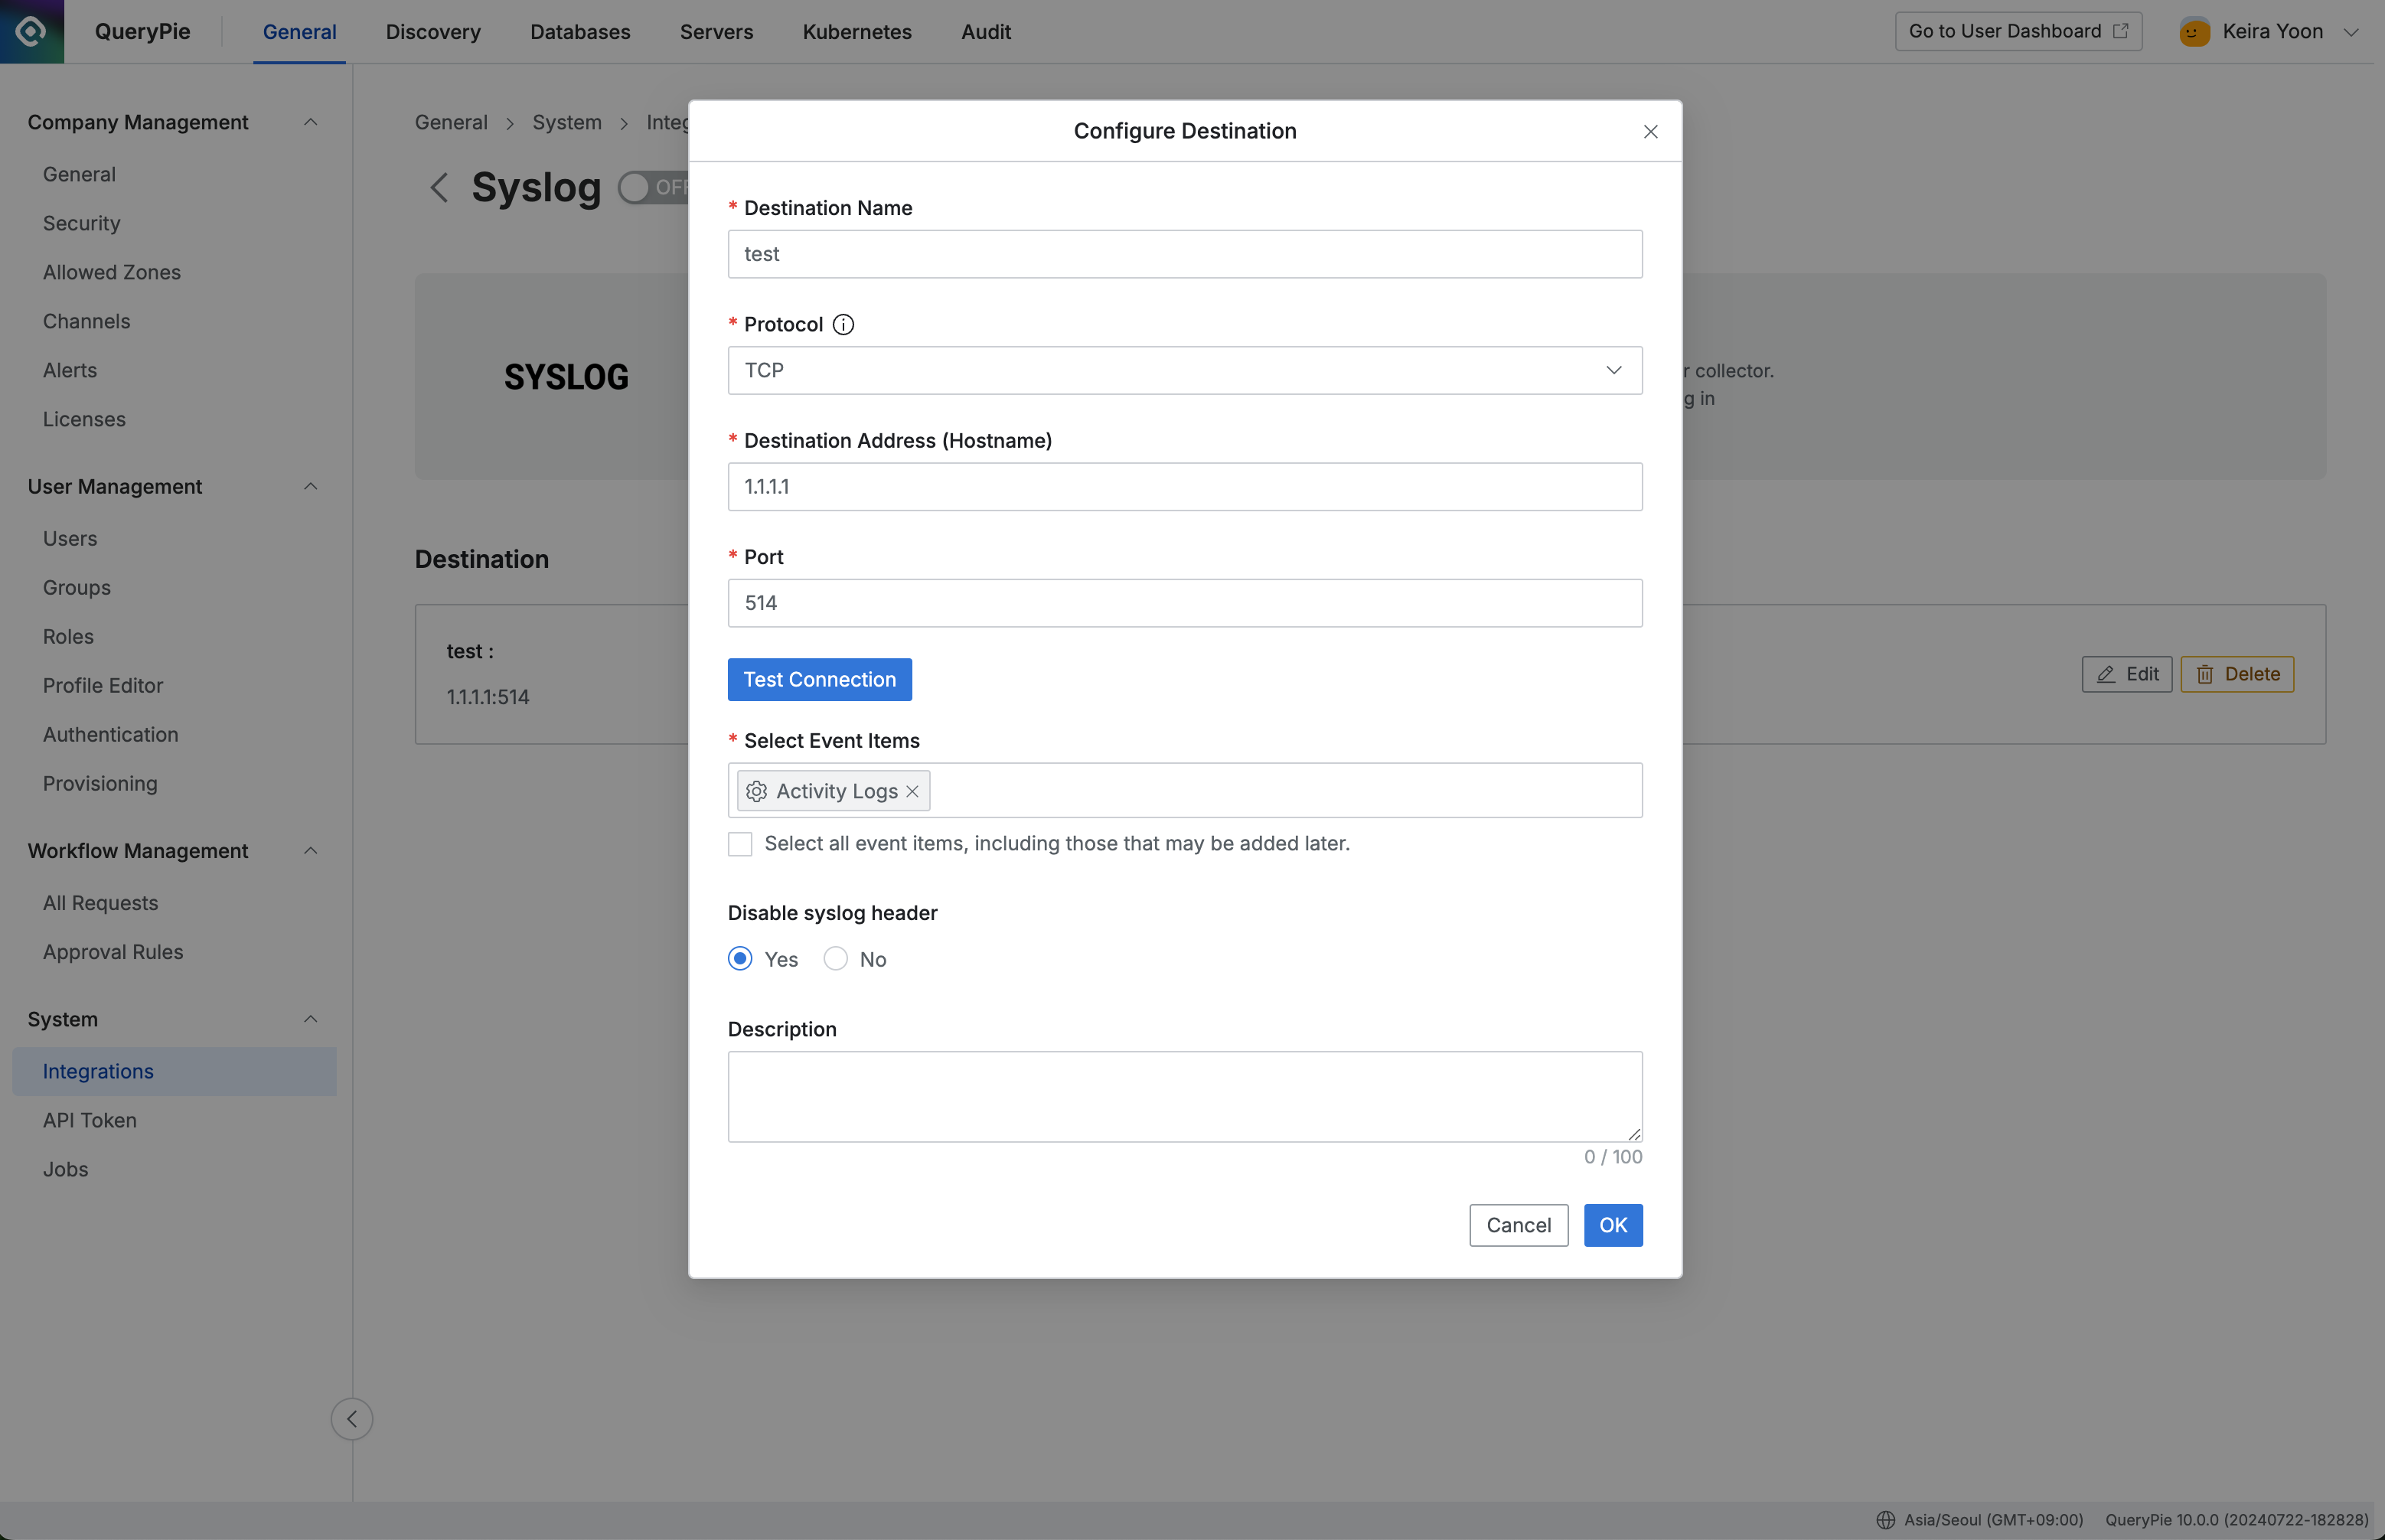 QueryPie
General
Discovery
Databases
Servers
Kubernetes
Audit
Go to User Dashboard
Keira Yoon
Company Management
General
Security
Allowed Zones
Channels
Alerts
Licenses
User Management
Users
Groups
Roles
Profile Editor
Authentication
Provisioning
Workflow Management
All Requests
Approval Rules
System
Integrations
API Token
Jobs
General > System >
Syslog
SYSLOG
r collector.
g in
Destination
test :
1.1.1.1:514
Edit
Delete
Configure Destination
* Destination Name
test
* Protocol
TCP
* Destination Address (Hostname)
1.1.1.1
* Port
514
Test Connection
* Select Event Items
Activity Logs
Select all event items, including those that may be added later.
Disable syslog header
Yes
No
Description
0 / 100
Cancel
OK
Asia/Seoul (GMT+09:00)
QueryPie 10.0.0 (20240722-182828)